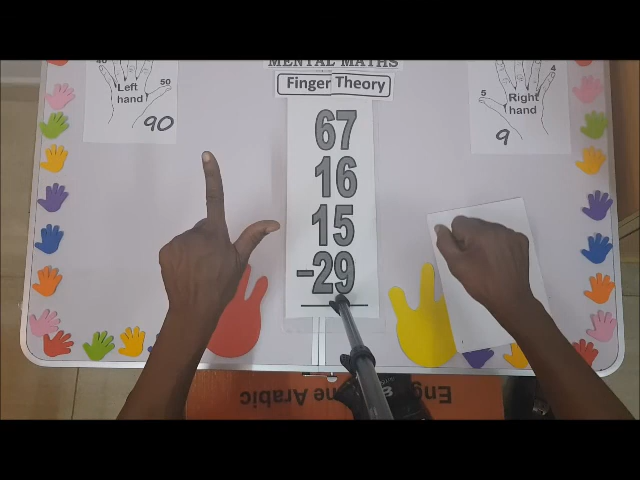 MENTAL MATHS
Finger Theory
40
50
Left
hand
90
4
5
Right
hand
9
67
16
15
-29
Arabic